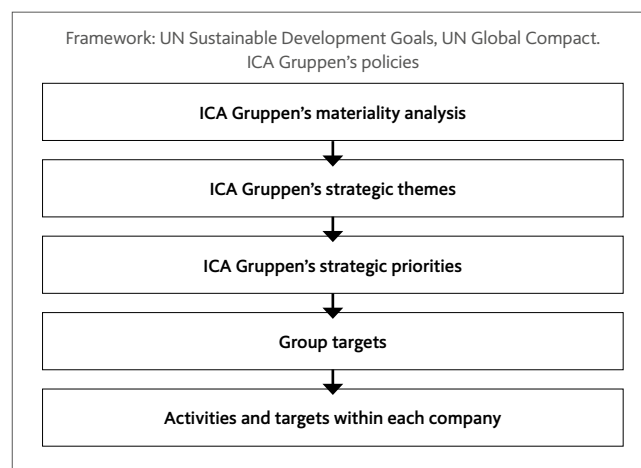 Framework: UN Sustainable Development Goals, UN Global Compact.
ICA Gruppen’s policies
ICA Gruppen’s materiality analysis
ICA Gruppen’s strategic themes
ICA Gruppen’s strategic priorities
Group targets
Activities and targets within each company